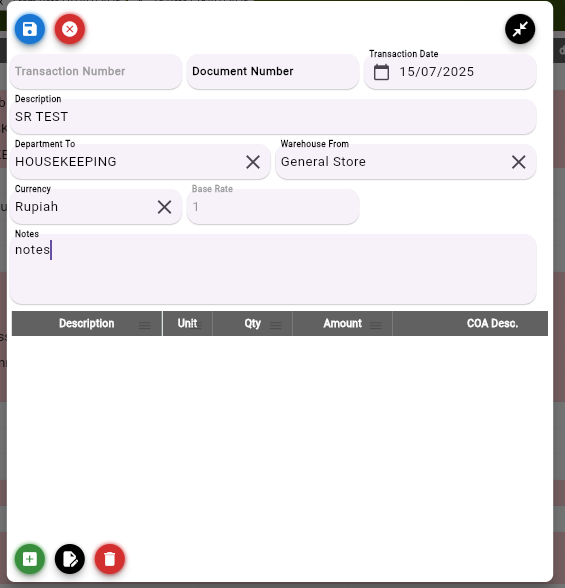 Transaction Date
Transaction Number
Document Number
15/07/2025
Description
SR TEST
Department To
Warehouse From
HOUSEKEEPING
General Store
Currency
Base Rate
Rupiah
1
Notes
notes
Description Unit Qty Amount COA Desc.